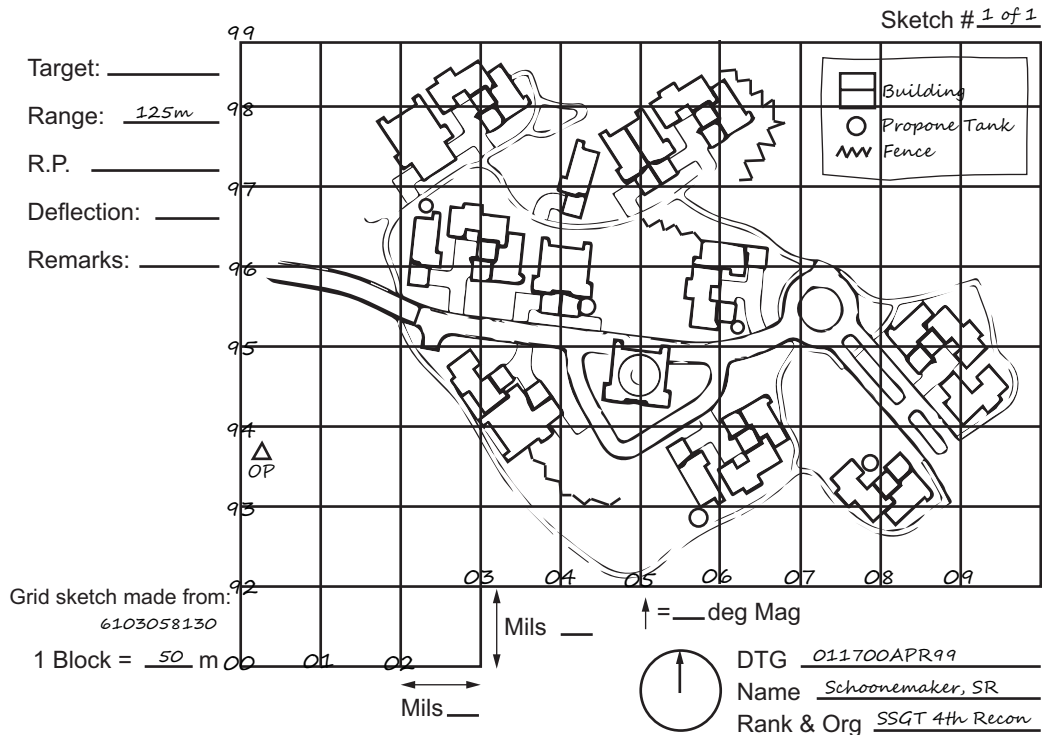 Sketch # 1 of 1
99
Target:
Range: 125m
R.P.
Deflection:
Remarks:
98
97
96
95
94
93
92
Building
Propone Tank
Fence
OP
03 04 05 06 07 08 09
Grid sketch made from:
6103058130
1 Block = 50 m
00 01 02
Mils
Mils
= deg Mag
DTG 011700APR99
Name Schoonemaker, SR
Rank & Org SSGT 4th Recon